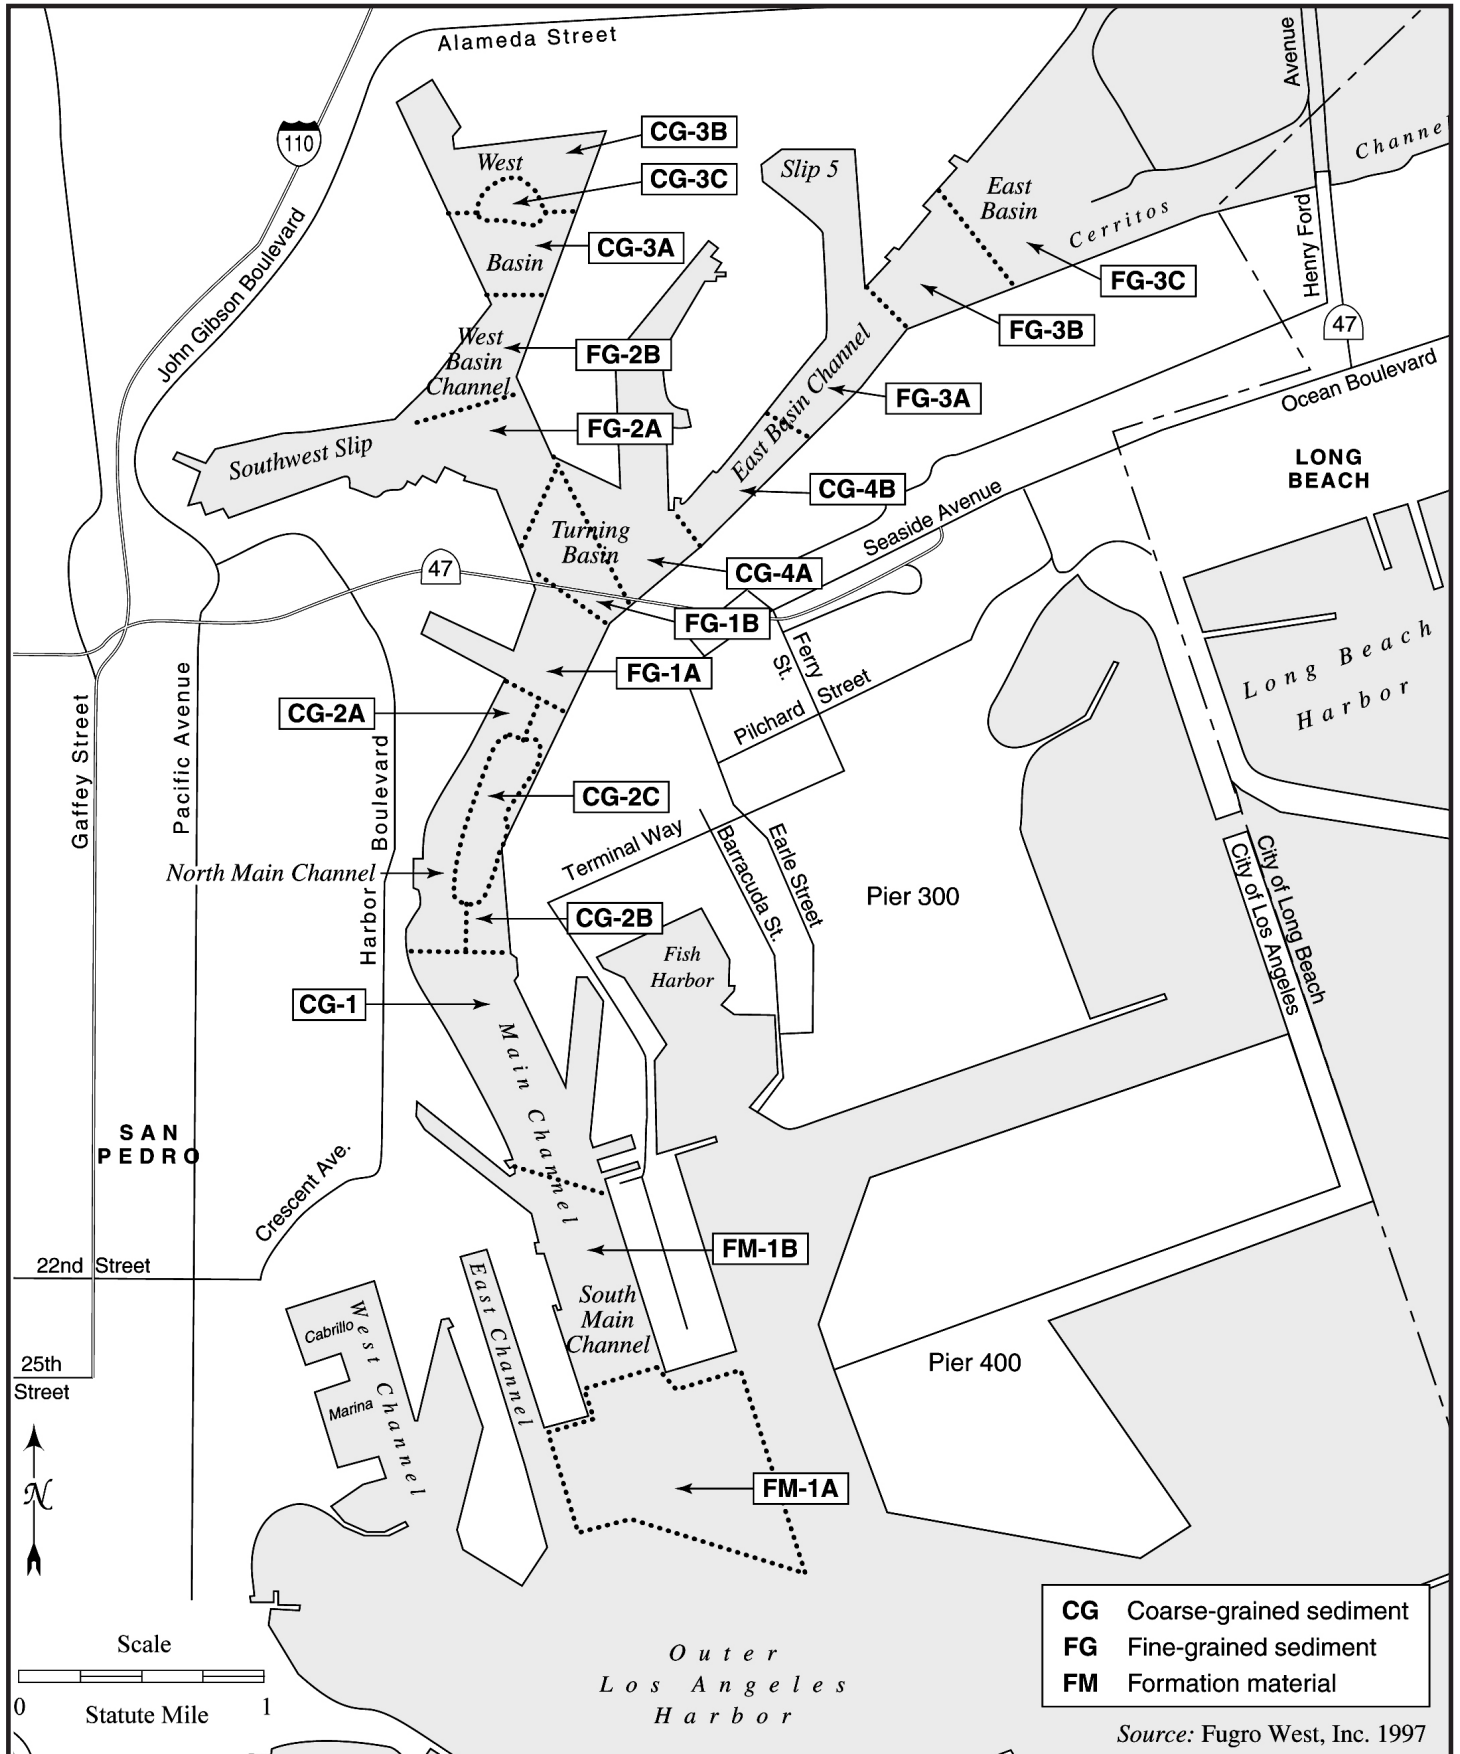 Alameda Street
Avenue
110
CG-3B
West
CG-3C
Slip 5
Channel
East
Basin
Cerritos
CG-3A
Basin
Henry Ford
FG-3C
John Gibson Boulevard
FG-3B
47
West
Basin
Channel
FG-2B
East Basin Channel
FG-3A
Ocean Boulevard
FG-2A
Southwest Slip
LONG
BEACH
CG-4B
Seaside Avenue
Turning
Basin
47
CG-4A
FG-1B
Long Beach
Harbor
Ferry
St.
FG-1A
Pilchard Street
CG-2A
Gaffey Street
Pacific Avenue
Harbor Boulevard
CG-2C
Terminal Way
Barracuda St.
Earle Street
North Main Channel
Pier 300
City of Long Beach
City of Los Angeles
CG-2B
Fish
Harbor
CG-1
Main Channel
SAN
PEDRO
Crescent Ave.
FM-1B
22nd Street
South
Main
Channel
East Channel
West Channel
Cabrillo
Marina
25th
Street
Pier 400
N
FM-1A
CG Coarse-grained sediment
FG Fine-grained sediment
FM Formation material
Scale
0 1
Statute Mile
Outer
Los Angeles
Harbor
Source: Fugro West, Inc. 1997